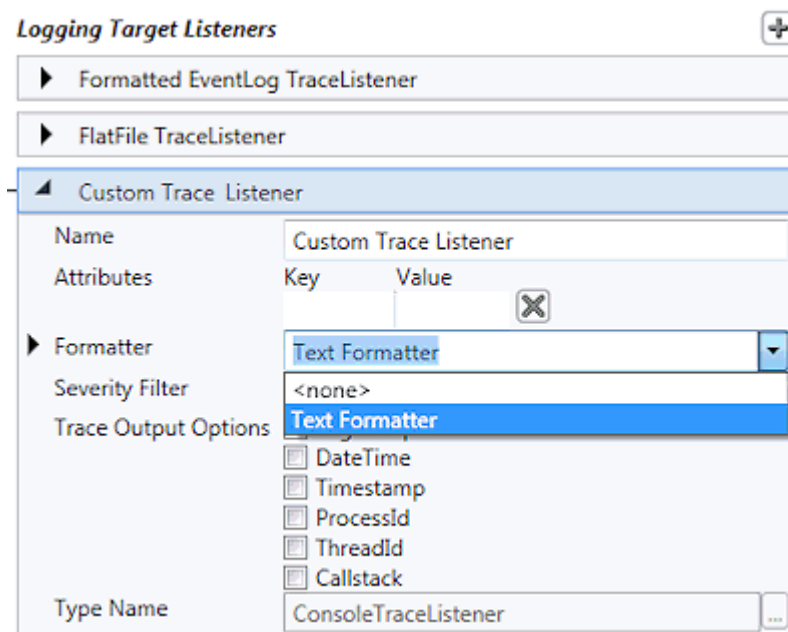 Logging Target Listeners
Formatted EventLog TraceListener
FlatFile TraceListener
Custom Trace Listener
Name Custom Trace Listener
Attributes Key Value
Formatter Text Formatter
Severity Filter <none>
Trace Output Options Text Formatter
DateTime
Timestamp
ProcessId
ThreadId
Callstack
Type Name ConsoleTraceListener ...